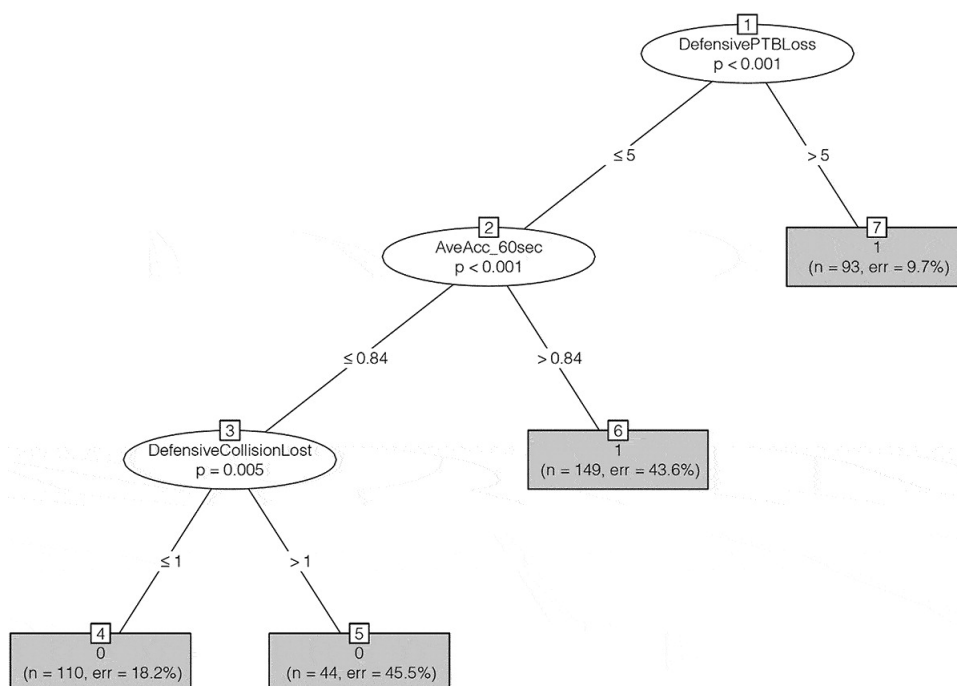 1
DefensivePTBLoss
p < 0.001
≤ 5
> 5
2
AveAcc_60sec
p < 0.001
7
1
(n = 93, err = 9.7%)
≤ 0.84
> 0.84
3
DefensiveCollisionLost
p = 0.005
6
1
(n = 149, err = 43.6%)
≤ 1
> 1
4
0
(n = 110, err = 18.2%)
5
0
(n = 44, err = 45.5%)